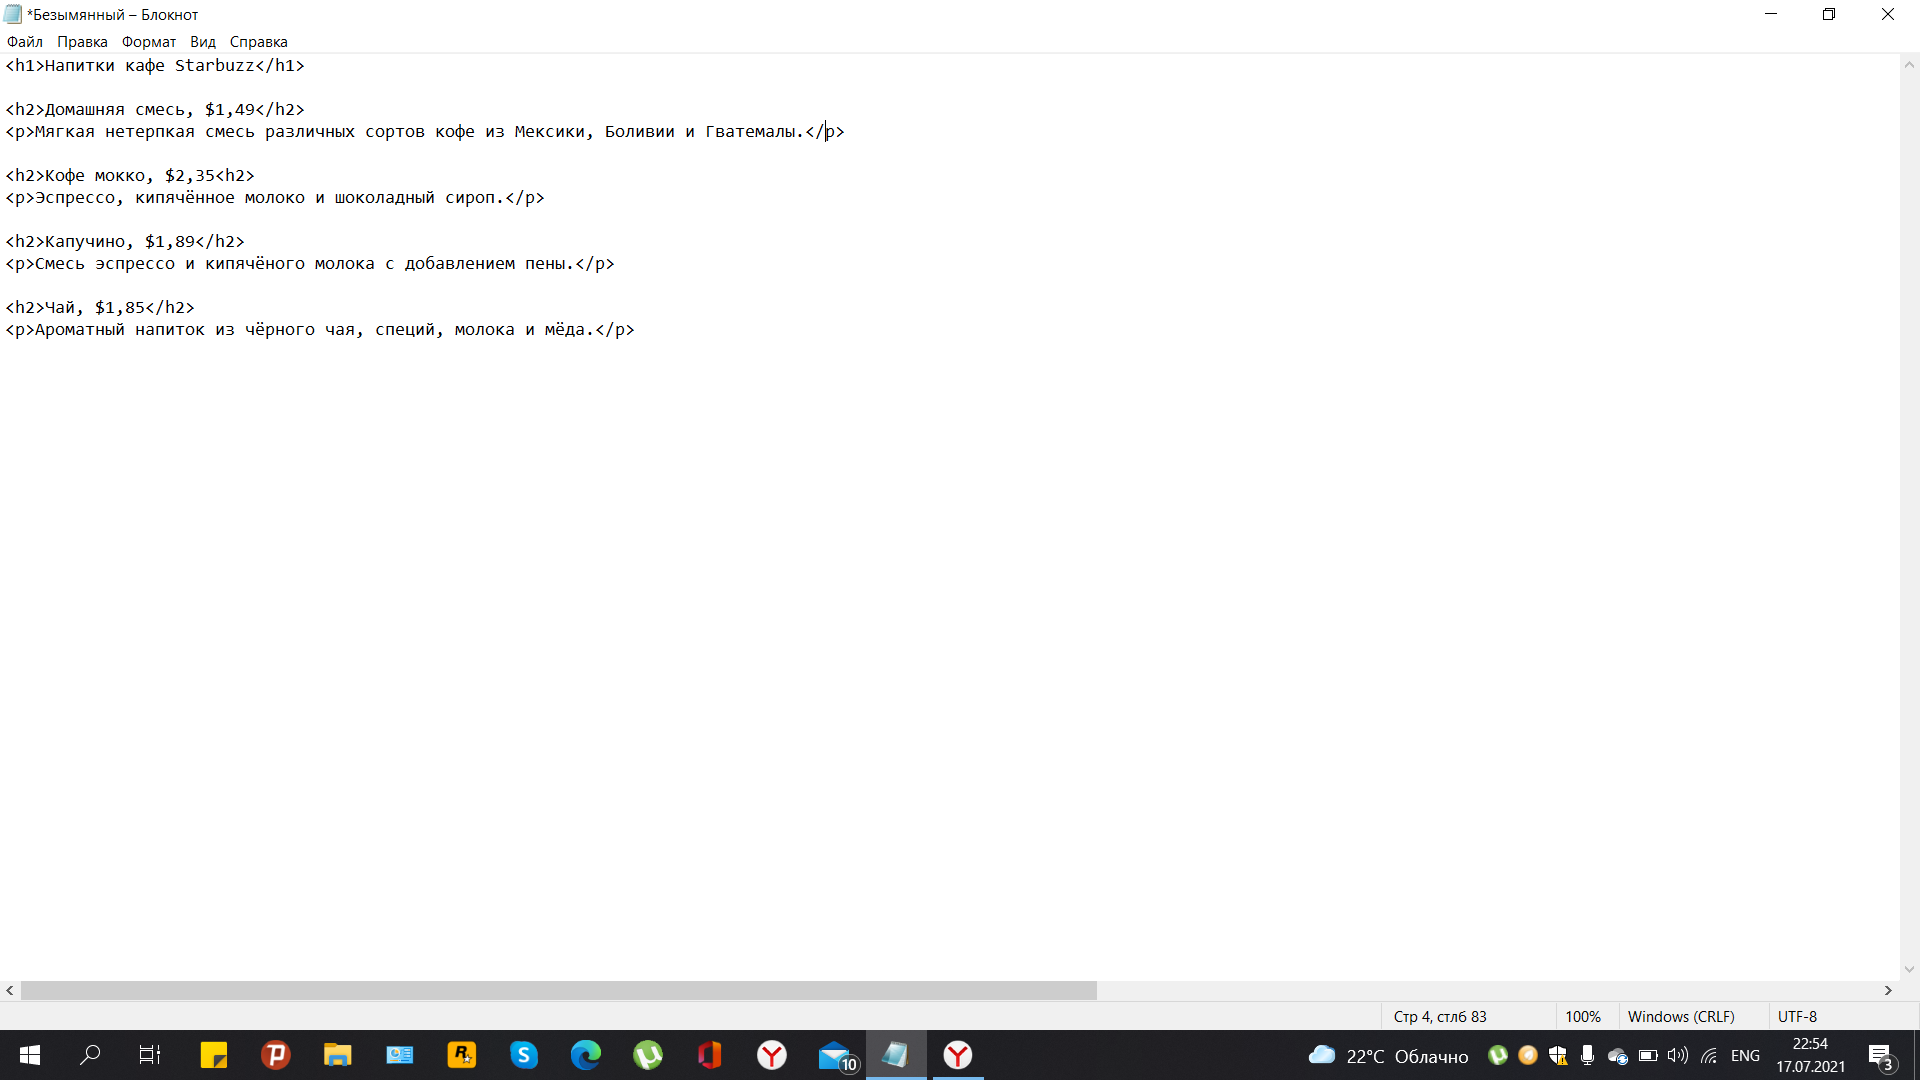 *Безымянный – Блокнот
Файл Правка Формат Вид Справка
<h1>Напитки кафе Starbuzz</h1>
<h2>Домашняя смесь, $1,49</h2>
<p>Мягкая нетерпкая смесь различных сортов кофе из Мексики, Боливии и Гватемалы.</p>
<h2>Кофе мокко, $2,35<h2>
<p>Эспрессо, кипячённое молоко и шоколадный сироп.</p>
<h2>Капучино, $1,89</h2>
<p>Смесь эспрессо и кипячёного молока с добавлением пены.</p>
<h2>Чай, $1,85</h2>
<p>Ароматный напиток из чёрного чая, специй, молока и мёда.</p>
Стр 4, стлб 83 100% Windows (CRLF) UTF-8
10 22°C Облачно ENG 22:54 3
17.07.2021